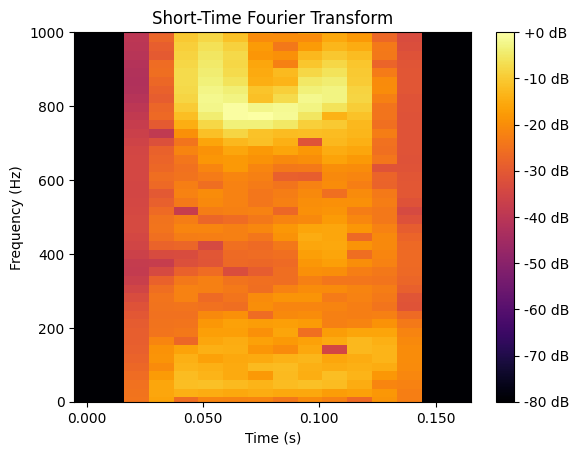 Short-Time Fourier Transform
Frequency (Hz)
1000
800
600
400
200
0
0.000
0.050
0.100
0.150
Time (s)
+0 dB
-10 dB
-20 dB
-30 dB
-40 dB
-50 dB
-60 dB
-70 dB
-80 dB